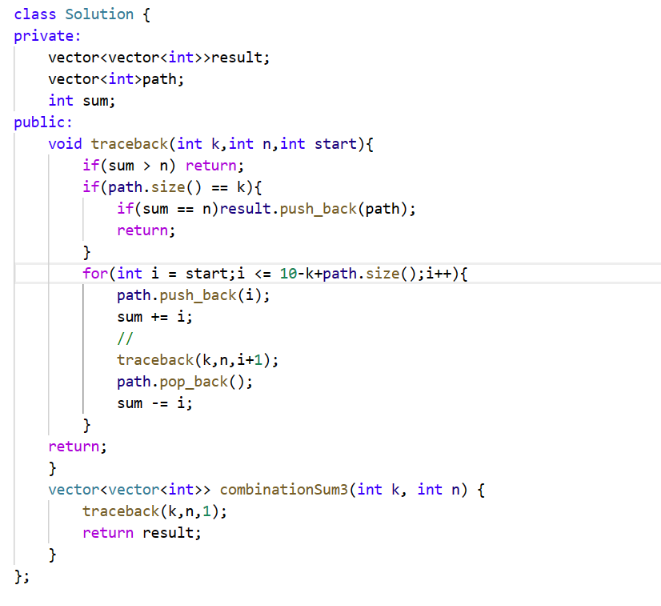 class Solution {
private:
    vector<vector<int>>result;
    vector<int>path;
    int sum;
public:
    void traceback(int k,int n,int start){
        if(sum > n) return;
        if(path.size() == k){
            if(sum == n)result.push_back(path);
            return;
        }
        for(int i = start;i <= 10-k+path.size();i++){
            path.push_back(i);
            sum += i;
            //
            traceback(k,n,i+1);
            path.pop_back();
            sum -= i;
        }
    return;
    }
    vector<vector<int>> combinationSum3(int k, int n) {
        traceback(k,n,1);
        return result;
    }
};